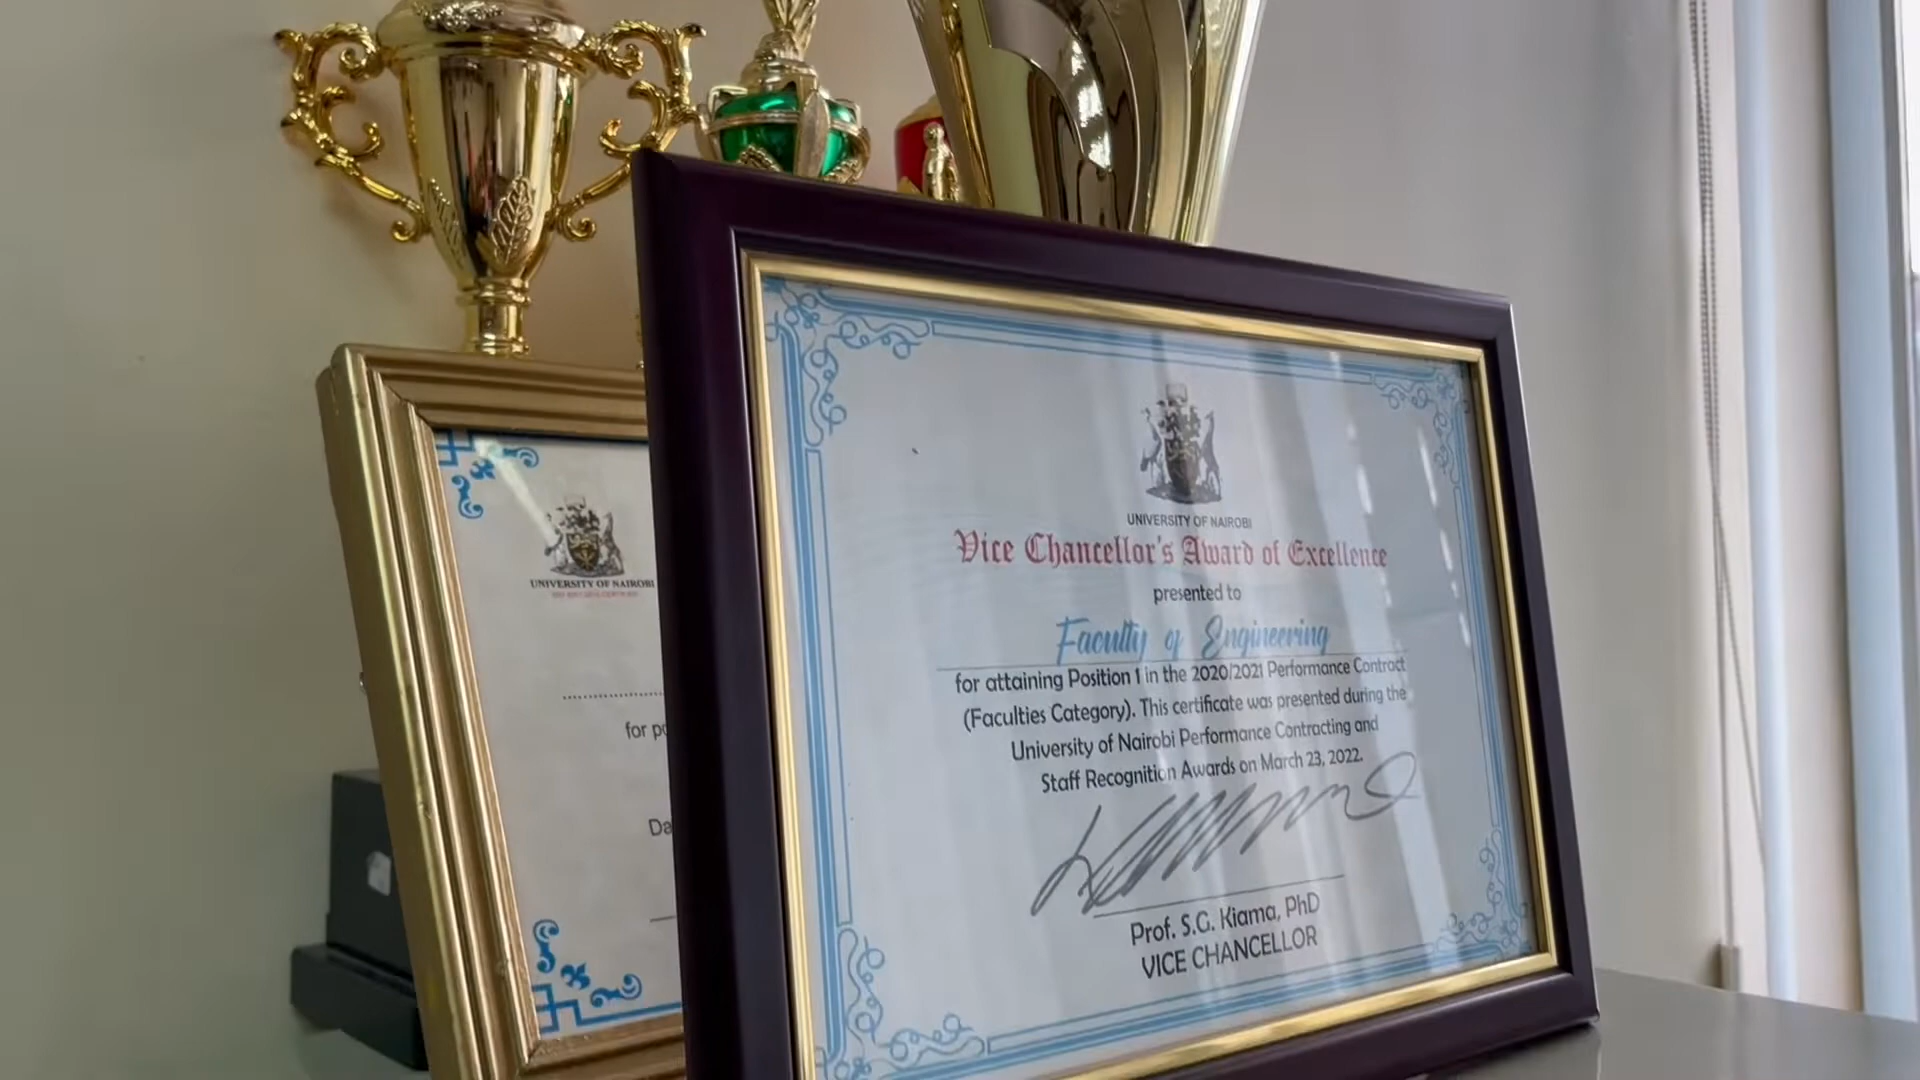 UNIVERSITY OF NAIROBI
Vice Chancellor's Award of Excellence
presented to
Faculty of Engineering
for attaining Position 1 in the 2020/2021 Performance Contract
(Faculties Category). This certificate was presented during the
University of Nairobi Performance Contracting and
Staff Recognition Awards on March 23, 2022.
Prof. S.G. Kiama, PhD
VICE CHANCELLOR
UNIVERSITY OF NAIROBI
for